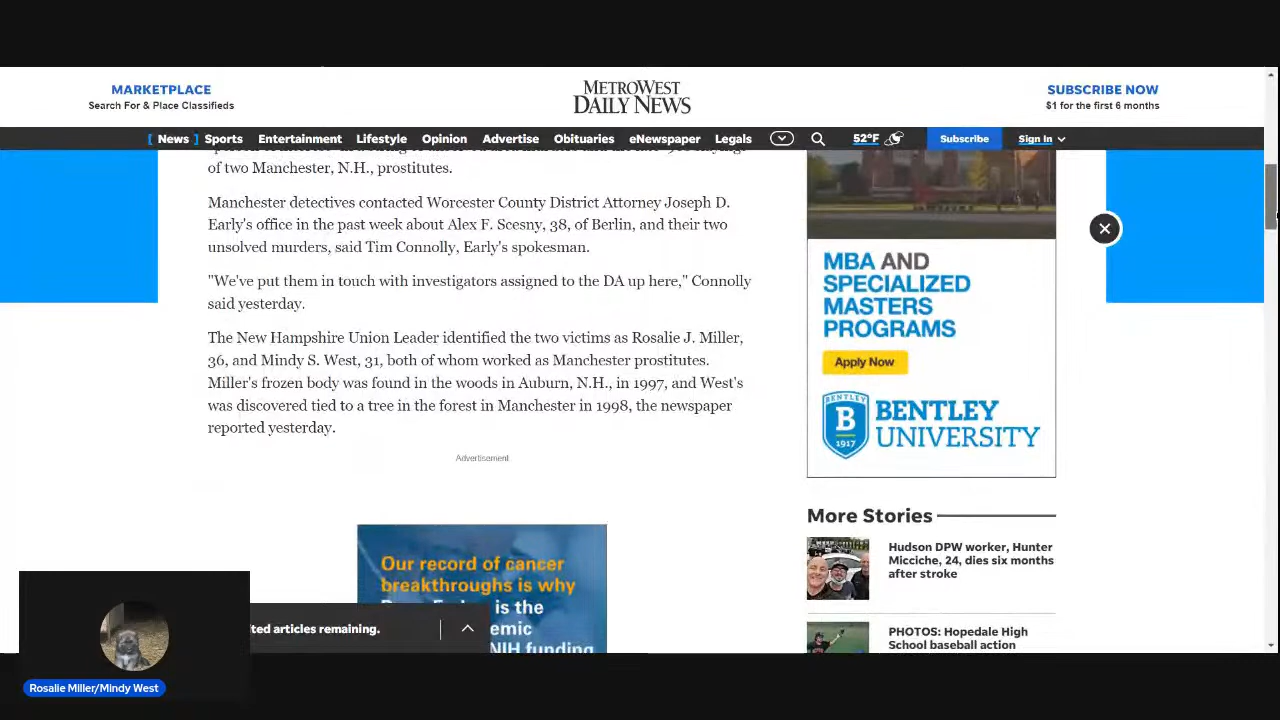 MARKETPLACE
Search For & Place Classifieds
METROWEST
DAILY NEWS
SUBSCRIBE NOW
$1 for the first 6 months
[ News ] Sports Entertainment Lifestyle Opinion Advertise Obituaries eNewspaper Legals 52°F Subscribe Sign In
of two Manchester, N.H., prostitutes.
Manchester detectives contacted Worcester County District Attorney Joseph D.
Early's office in the past week about Alex F. Scesny, 38, of Berlin, and their two
unsolved murders, said Tim Connolly, Early's spokesman.
"We've put them in touch with investigators assigned to the DA up here," Connolly
said yesterday.
The New Hampshire Union Leader identified the two victims as Rosalie J. Miller,
36, and Mindy S. West, 31, both of whom worked as Manchester prostitutes.
Miller's frozen body was found in the woods in Auburn, N.H., in 1997, and West's
was discovered tied to a tree in the forest in Manchester in 1998, the newspaper
reported yesterday.
Advertisement
Our record of cancer
breakthroughs is why
is the
emic
NIH funding
ted articles remaining.
Rosalie Miller/Mindy West
MBA AND
SPECIALIZED
MASTERS
PROGRAMS
Apply Now
B
1917
BENTLEY
UNIVERSITY
More Stories
Hudson DPW worker, Hunter
Micciche, 24, dies six months
after stroke
PHOTOS: Hopedale High
School baseball action